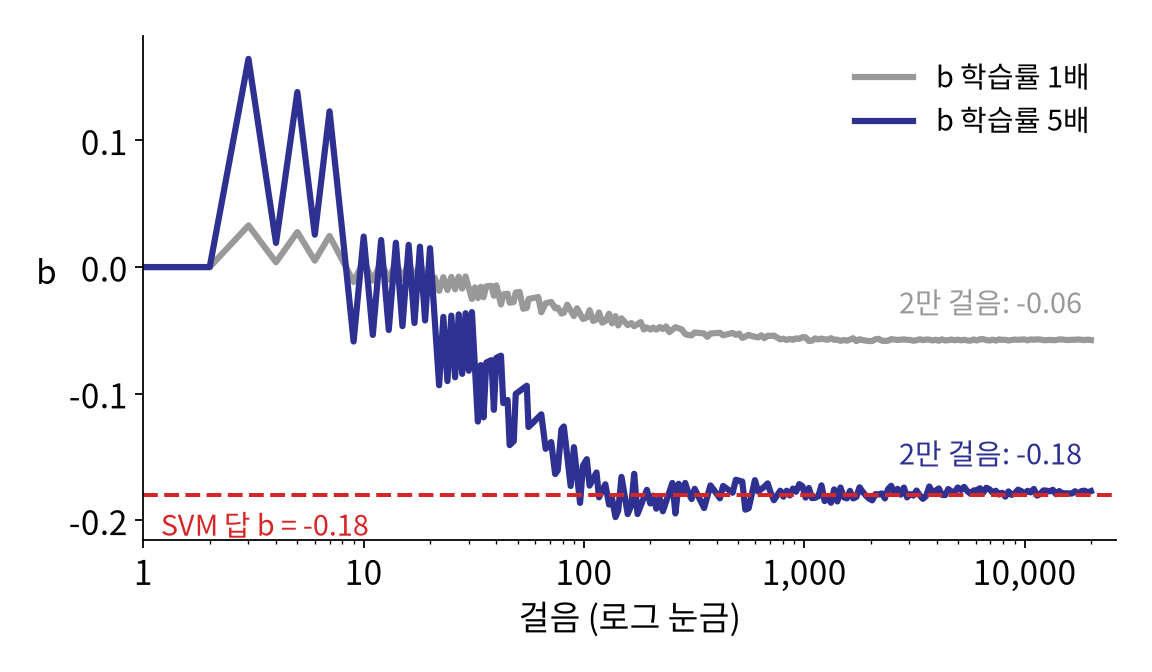 b 학습률 1배
b 학습률 5배
0.1
b
0.0
2만 걸음: -0.06
-0.1
2만 걸음: -0.18
-0.2
SVM 답 b = -0.18
1 10 100 1,000 10,000
걸음 (로그 눈금)